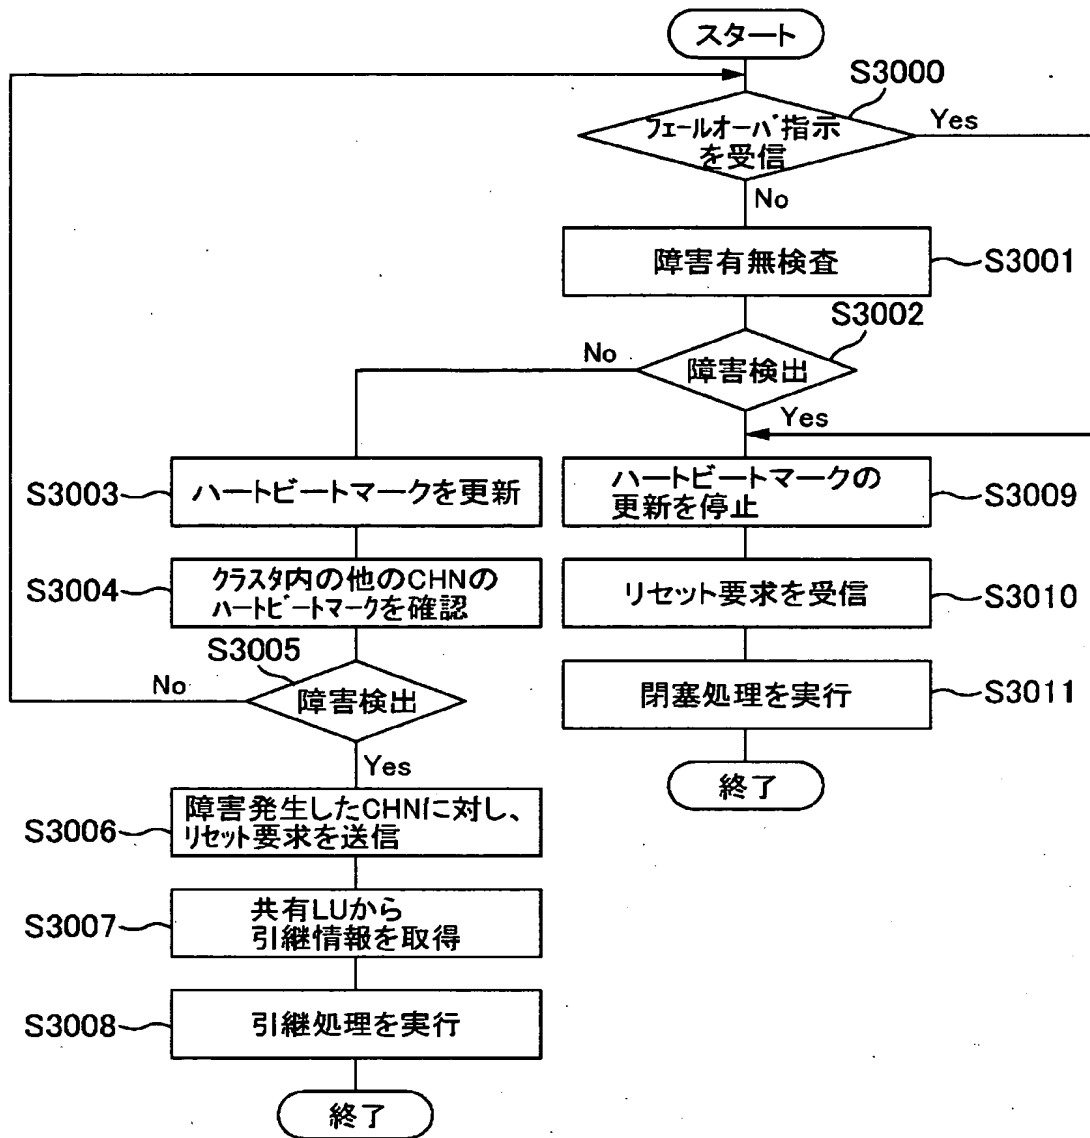 スタート
S3000
フェールオーバ指示
を受信
Yes
No
障害有無検査
S3001
S3002
障害検出
No
Yes
S3003
ハートビートマークを更新
ハートビートマークの
更新を停止
S3009
S3004
クラスタ内の他のCHNの
ハートビートマークを確認
リセット要求を受信
S3010
S3005
障害検出
No
Yes
閉塞処理を実行
S3011
終了
S3006
障害発生したCHNに対し、
リセット要求を送信
S3007
共有LUから
引継情報を取得
S3008
引継処理を実行
終了